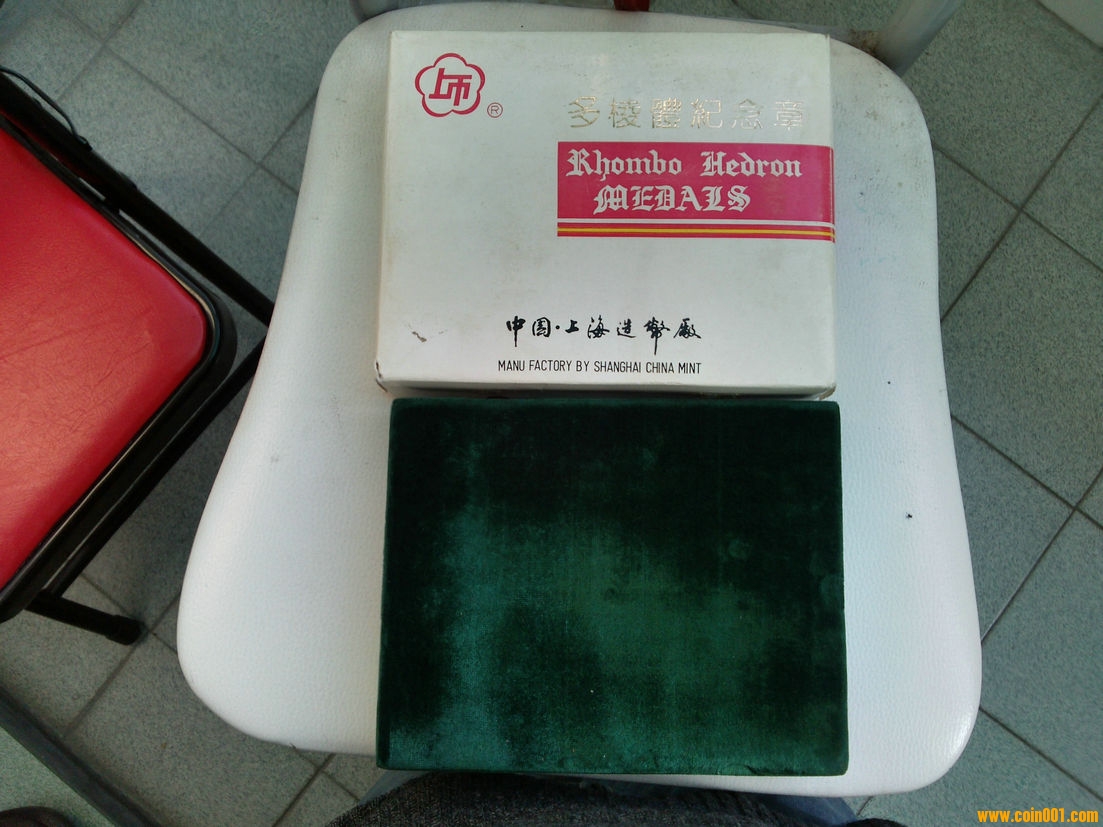 上币
®
多棱體紀念章
Rhombo Hedron
MEDALS
中国·上海造幣厰
MANU FACTORY BY SHANGHAI CHINA MINT
www.coin001.com